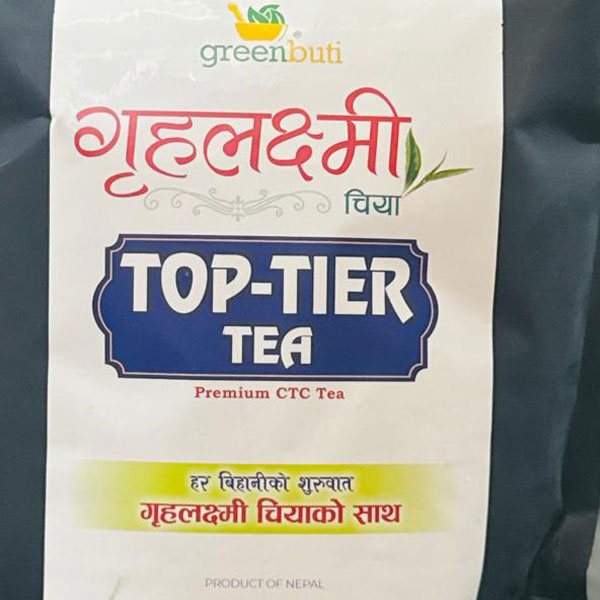 greenbuti
गृहलक्ष्मी
चिया
TOP-TIER
TEA
Premium CTC Tea
हर बिहानीको शुरुवात
गृहलक्ष्मी चियाको साथ
PRODUCT OF NEPAL